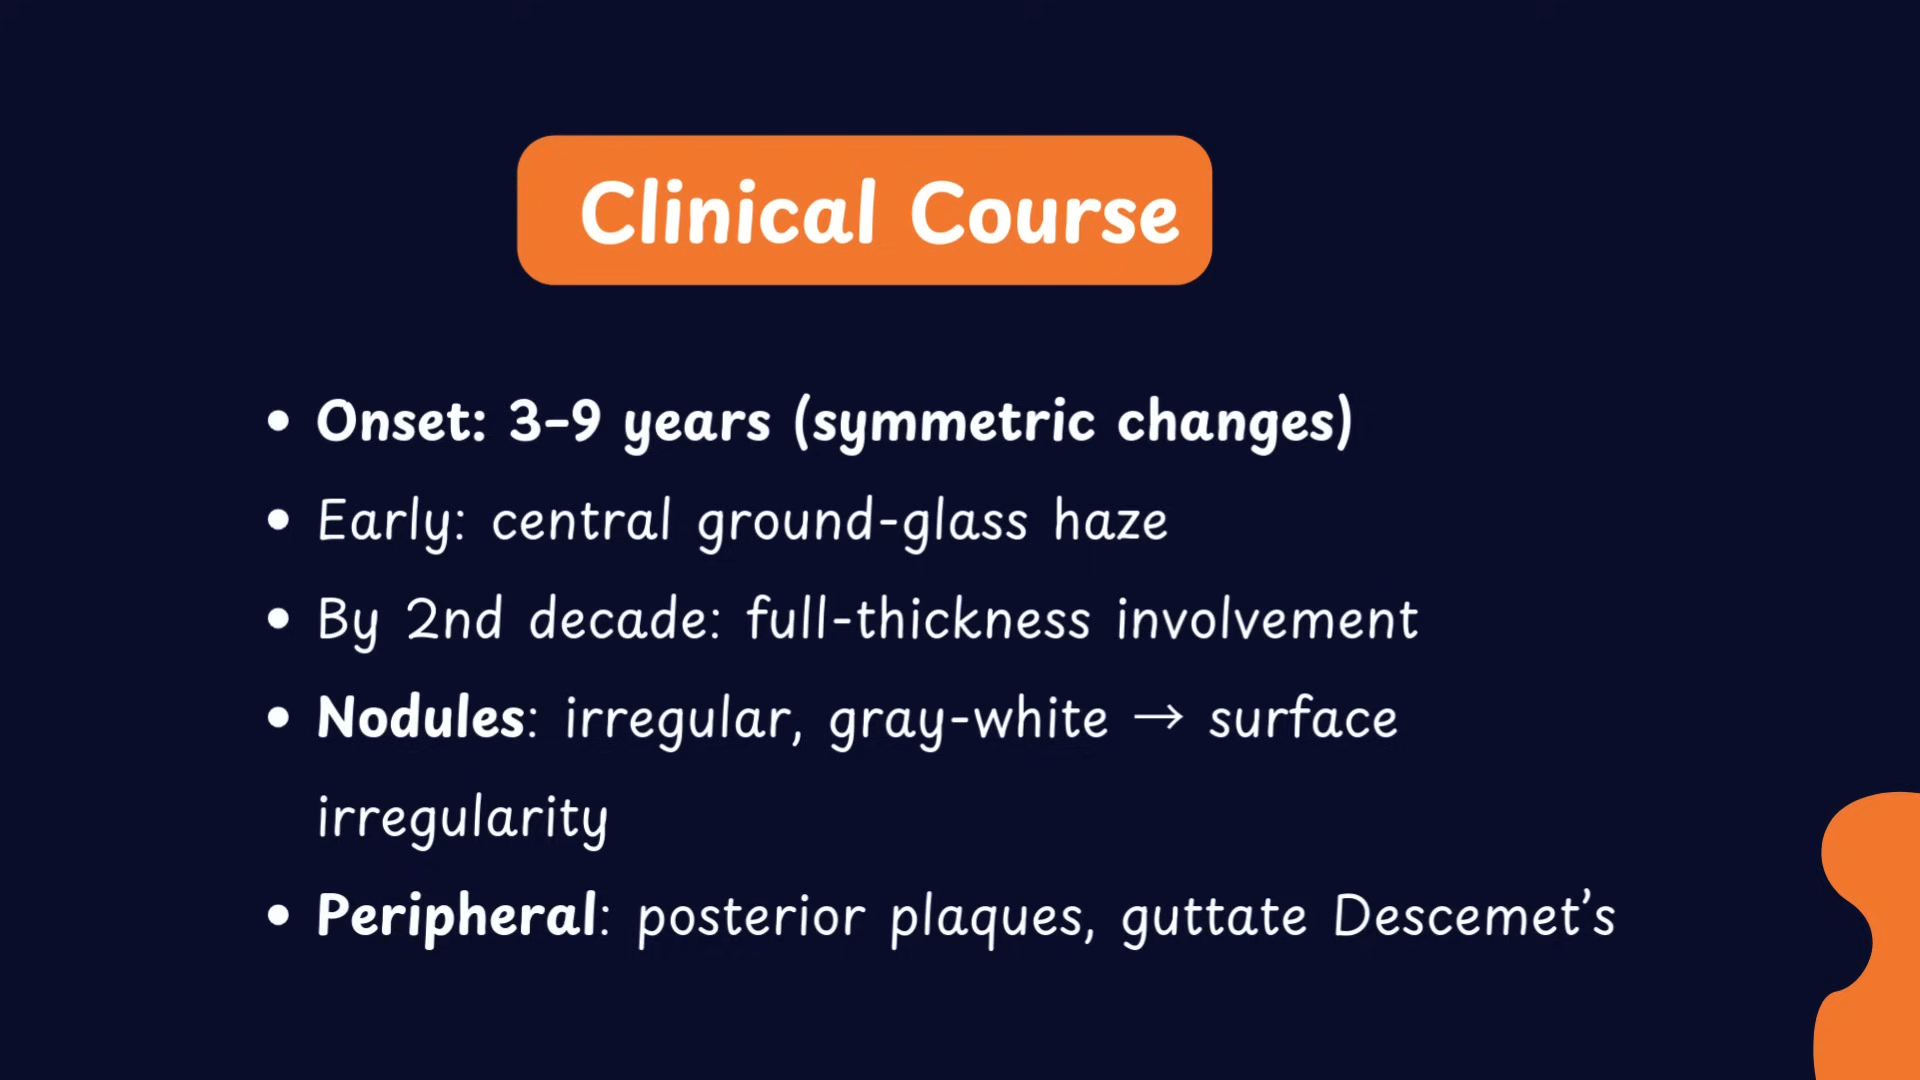 Clinical Course
• Onset: 3–9 years (symmetric changes)
• Early: central ground-glass haze
• By 2nd decade: full-thickness involvement
• Nodules: irregular, gray-white → surface
irregularity
• Peripheral: posterior plaques, guttate Descemet’s